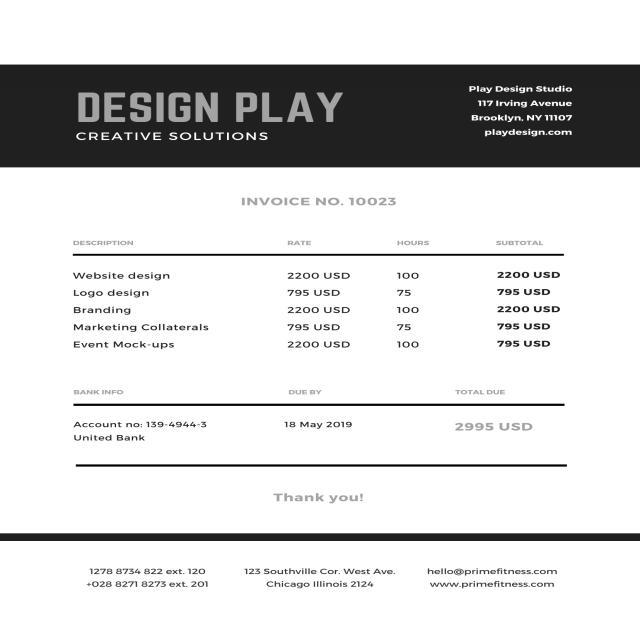 DESIGN PLAY
CREATIVE SOLUTIONS
Play Design Studio
117 Irving Avenue
Brooklyn, NY 11107
playdesign.com
INVOICE NO. 10023
DESCRIPTION RATE HOURS SUBTOTAL
Website design 2200 USD 100 2200 USD
Logo design 795 USD 75 795 USD
Branding 2200 USD 100 2200 USD
Marketing Collaterals 795 USD 75 795 USD
Event Mock-ups 2200 USD 100 795 USD
BANK INFO DUE BY TOTAL DUE
Account no: 139-4944-3 18 May 2019 2995 USD
United Bank
Thank you!
1278 8734 822 ext. 120 123 Southville Cor. West Ave. hello@primefitness.com
+028 8271 8273 ext. 201 Chicago Illinois 2124 www.primefitness.com